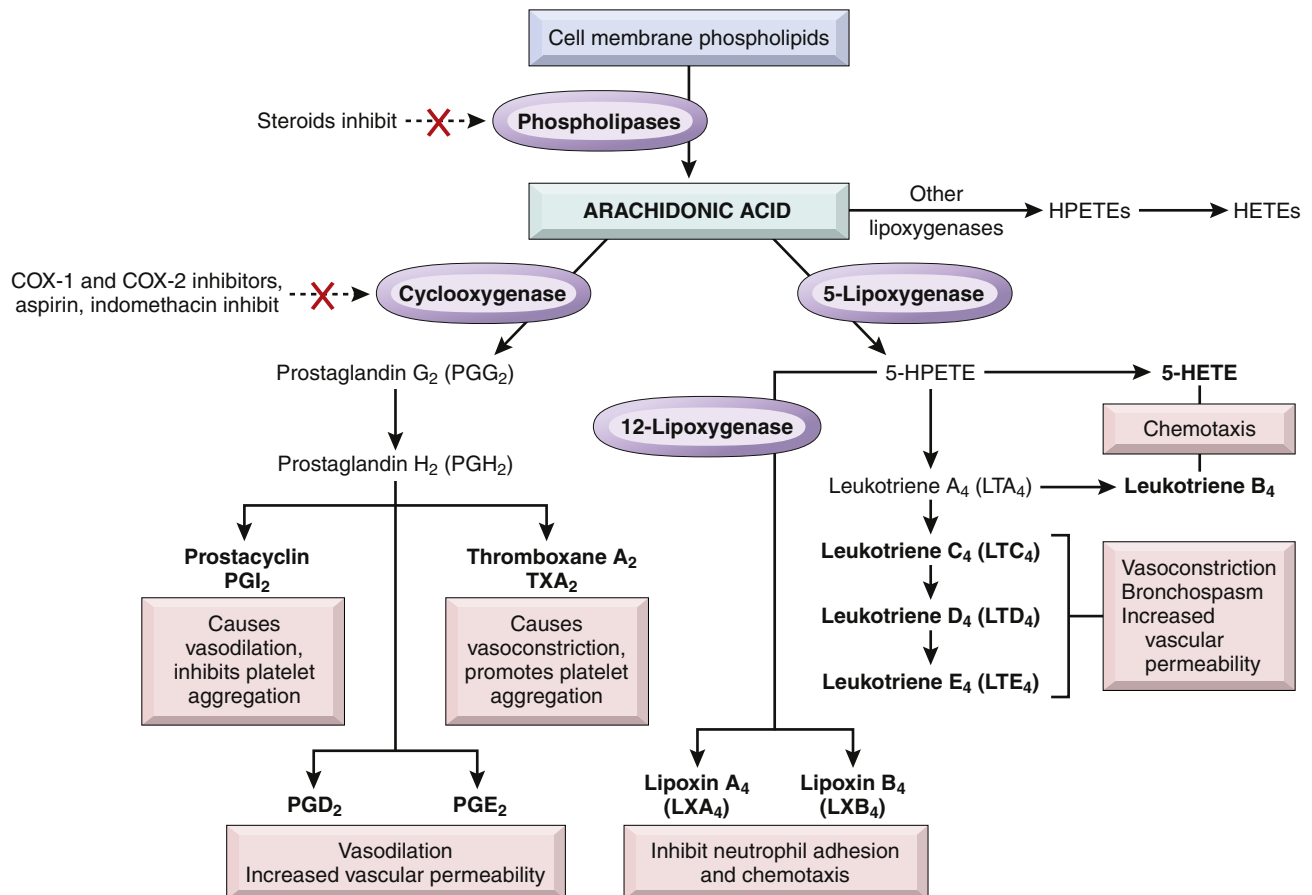 Cell membrane phospholipids
Steroids inhibit
Phospholipases
ARACHIDONIC ACID
Other
lipoxygenases
HPETEs
HETEs
COX-1 and COX-2 inhibitors,
aspirin, indomethacin inhibit
Cyclooxygenase
5-Lipoxygenase
Prostaglandin G₂ (PGG₂)
5-HPETE
5-HETE
12-Lipoxygenase
Chemotaxis
Prostaglandin H₂ (PGH₂)
Leukotriene A₄ (LTA₄)
Leukotriene B₄
Prostacyclin
PGI₂
Thromboxane A₂
TXA₂
Leukotriene C₄ (LTC₄)
Leukotriene D₄ (LTD₄)
Leukotriene E₄ (LTE₄)
Vasoconstriction
Bronchospasm
Increased
vascular
permeability
Causes
vasodilation,
inhibits platelet
aggregation
Causes
vasoconstriction,
promotes platelet
aggregation
PGD₂
PGE₂
Lipoxin A₄
(LXA₄)
Lipoxin B₄
(LXB₄)
Vasodilation
Increased vascular permeability
Inhibit neutrophil adhesion
and chemotaxis